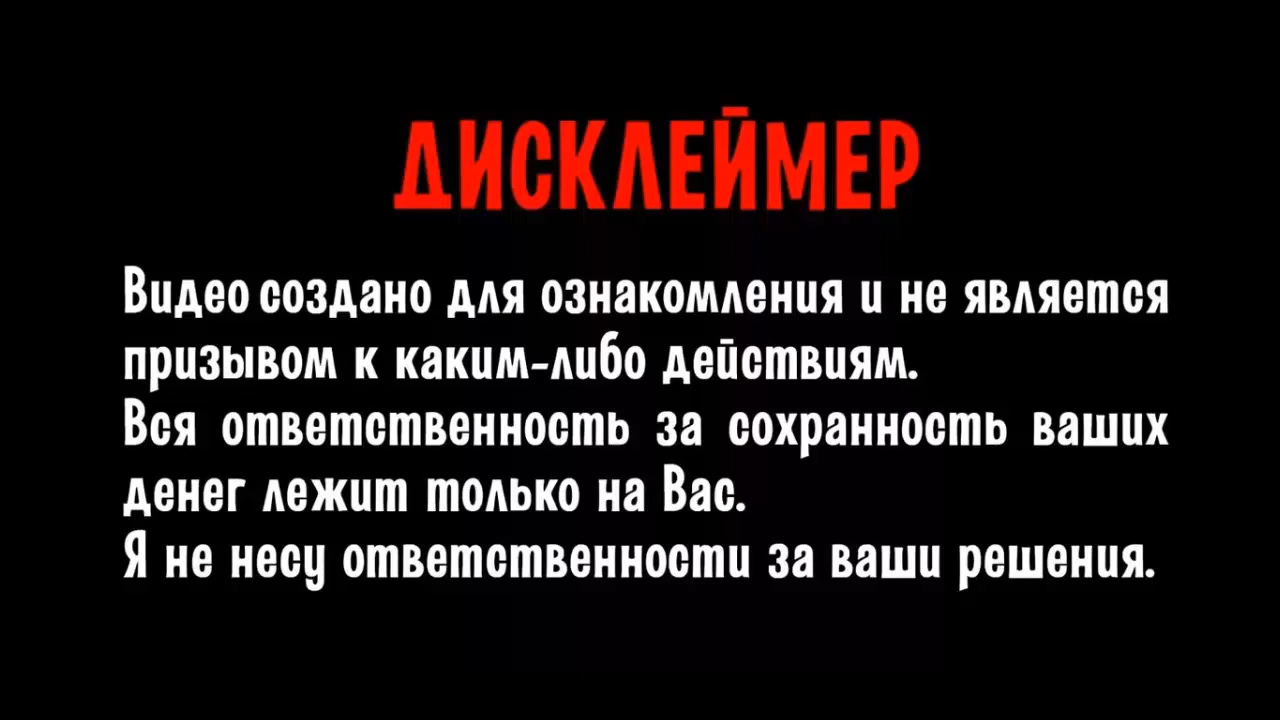 ДИСКЛЕЙМЕР
Видео создано для ознакомления и не является
призывом к каким-либо действиям.
Вся ответственность за сохранность ваших
денег лежит только на Вас.
Я не несу ответственности за ваши решения.